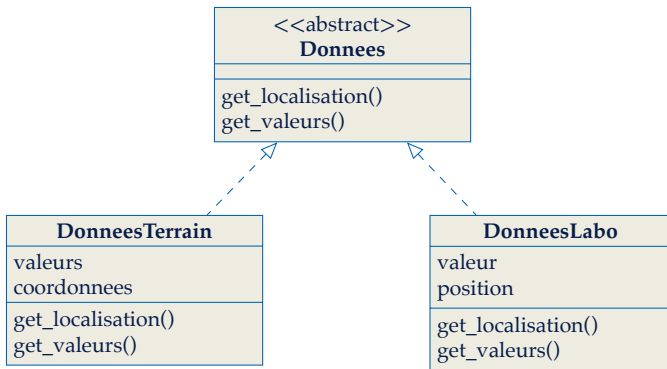 <<abstract>>
Donnees
get_localisation()
get_valeurs()
DonneesTerrain
valeurs
coordonnees
get_localisation()
get_valeurs()
DonneesLabo
valeur
position
get_localisation()
get_valeurs()